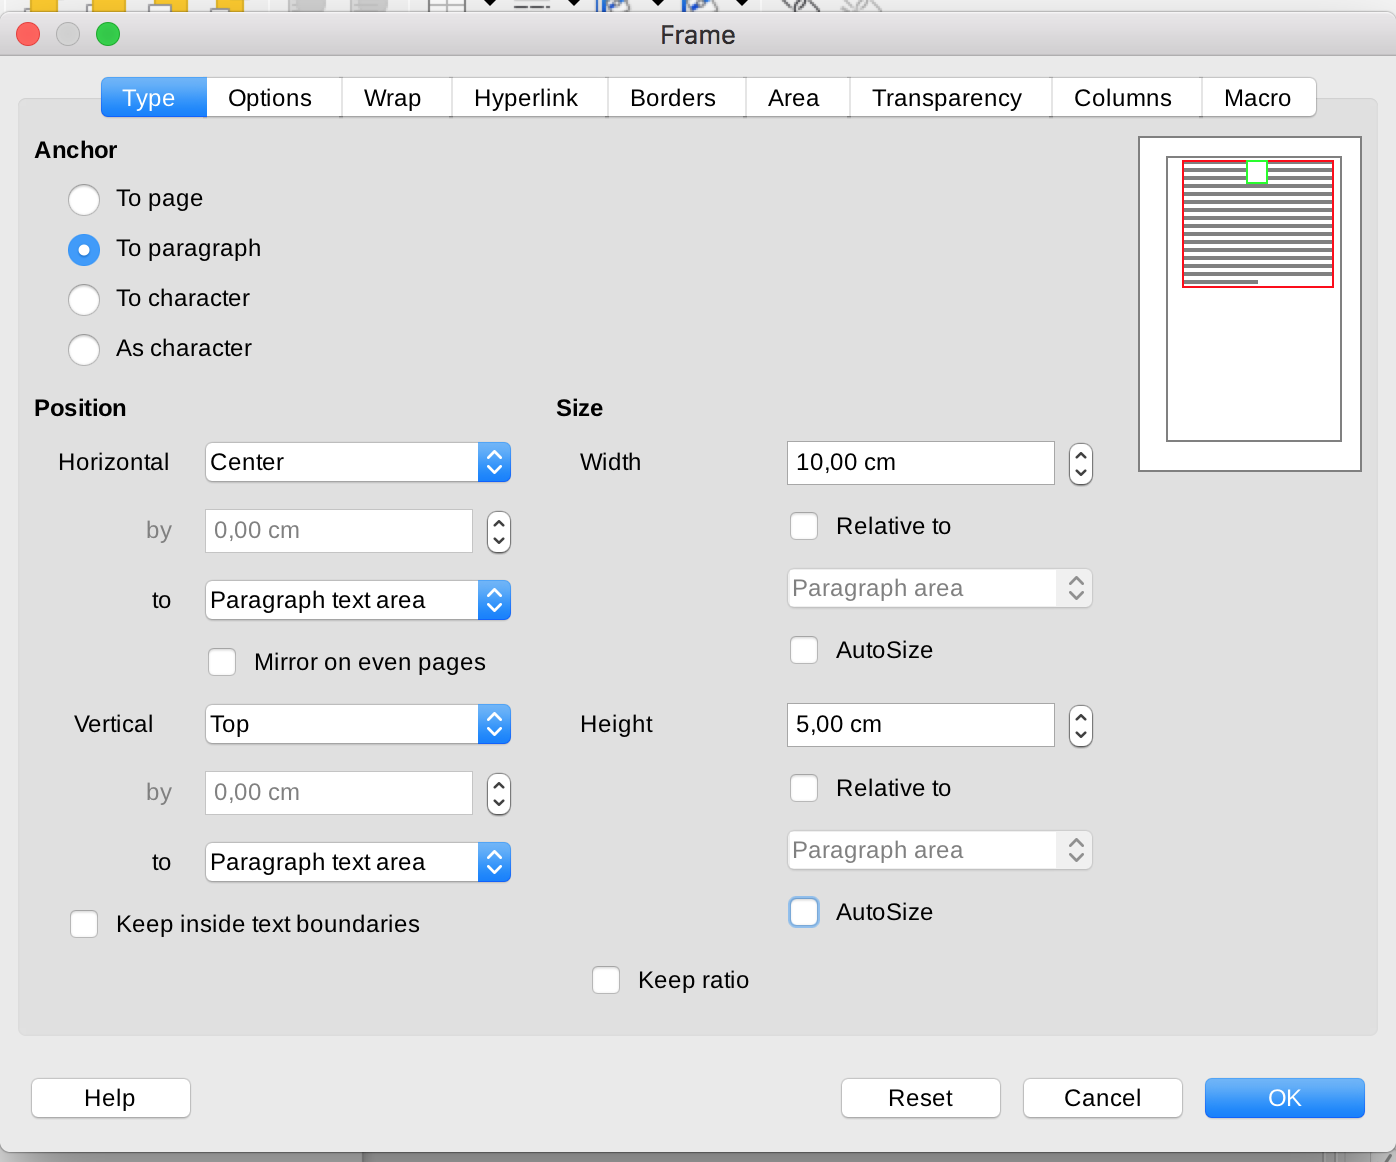 Frame
Type Options Wrap Hyperlink Borders Area Transparency Columns Macro
Anchor
To page
To paragraph
To character
As character
Position Size
Horizontal Center Width 10,00 cm
by 0,00 cm Relative to
to Paragraph text area Paragraph area
Mirror on even pages AutoSize
Vertical Top Height 5,00 cm
by 0,00 cm Relative to
to Paragraph text area Paragraph area
Keep inside text boundaries AutoSize
Keep ratio
Help Reset Cancel OK